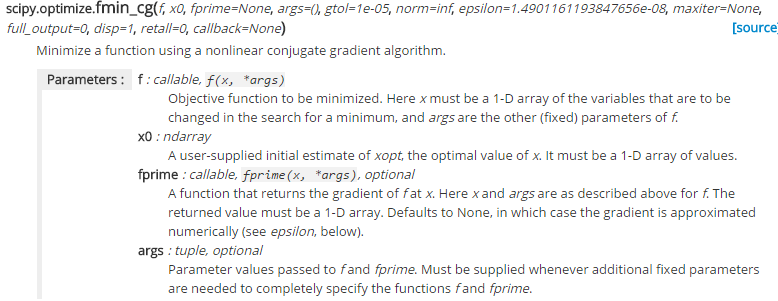 scipy.optimize.fmin_cg(f, x0, fprime=None, args=(), gtol=1e-05, norm=inf, epsilon=1.4901161193847656e-08, maxiter=None,
full_output=0, disp=1, retall=0, callback=None) [source
Minimize a function using a nonlinear conjugate gradient algorithm.
Parameters : f : callable, f(x, *args)
Objective function to be minimized. Here x must be a 1-D array of the variables that are to be
changed in the search for a minimum, and args are the other (fixed) parameters of f.
x0 : ndarray
A user-supplied initial estimate of xopt, the optimal value of x. It must be a 1-D array of values.
fprime : callable, fprime(x, *args), optional
A function that returns the gradient of f at x. Here x and args are as described above for f. The
returned value must be a 1-D array. Defaults to None, in which case the gradient is approximated
numerically (see epsilon, below).
args : tuple, optional
Parameter values passed to f and fprime. Must be supplied whenever additional fixed parameters
are needed to completely specify the functions f and fprime.